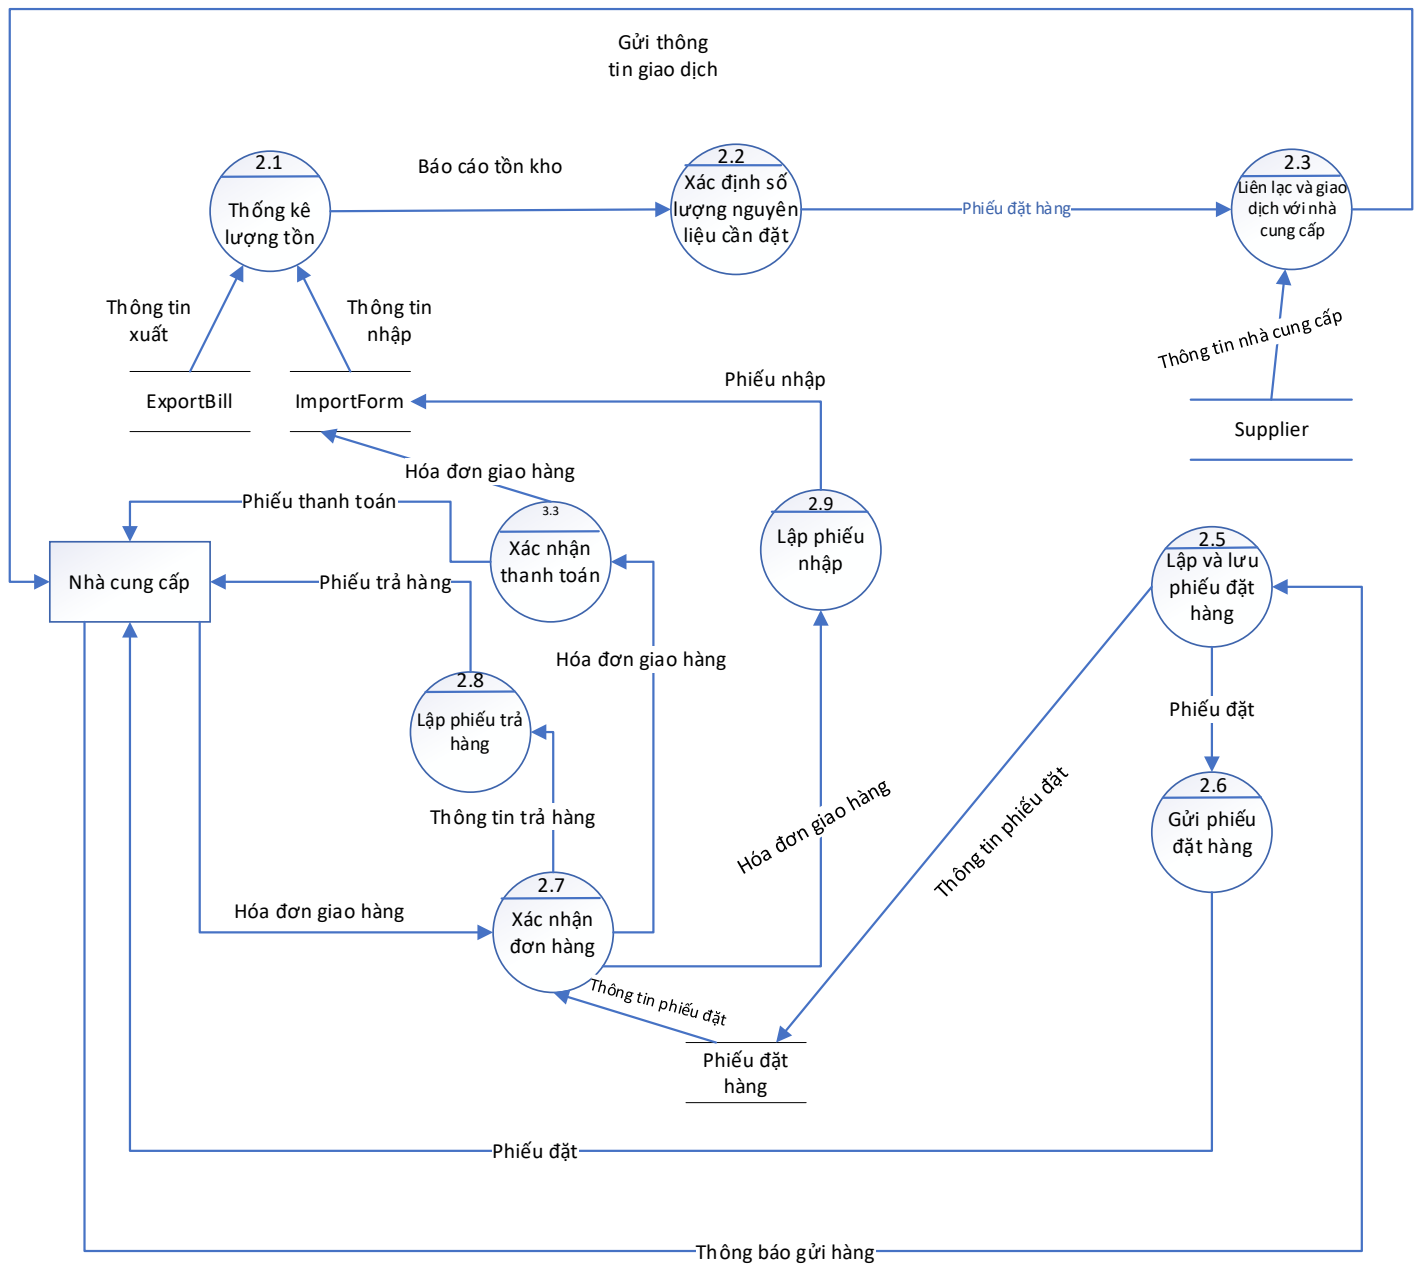 Gửi thông
tin giao dịch
2.1
Thống kê
lượng tồn
Báo cáo tồn kho
2.2
Xác định số
lượng nguyên
liệu cần đặt
Phiếu đặt hàng
2.3
Liên lạc và giao
dịch với nhà
cung cấp
Thông tin
xuất
Thông tin
nhập
Thông tin nhà cung cấp
ExportBill
ImportForm
Phiếu nhập
Supplier
Hóa đơn giao hàng
Phiếu thanh toán
3.3
Xác nhận
thanh toán
2.9
Lập phiếu
nhập
2.5
Lập và lưu
phiếu đặt
hàng
Nhà cung cấp
Phiếu trả hàng
Hóa đơn giao hàng
2.8
Lập phiếu trả
hàng
Phiếu đặt
Thông tin trả hàng
Hóa đơn giao hàng
Thông tin phiếu đặt
2.6
Gửi phiếu
đặt hàng
Hóa đơn giao hàng
2.7
Xác nhận
đơn hàng
Thông tin phiếu đặt
Phiếu đặt
hàng
Phiếu đặt
Thông báo gửi hàng